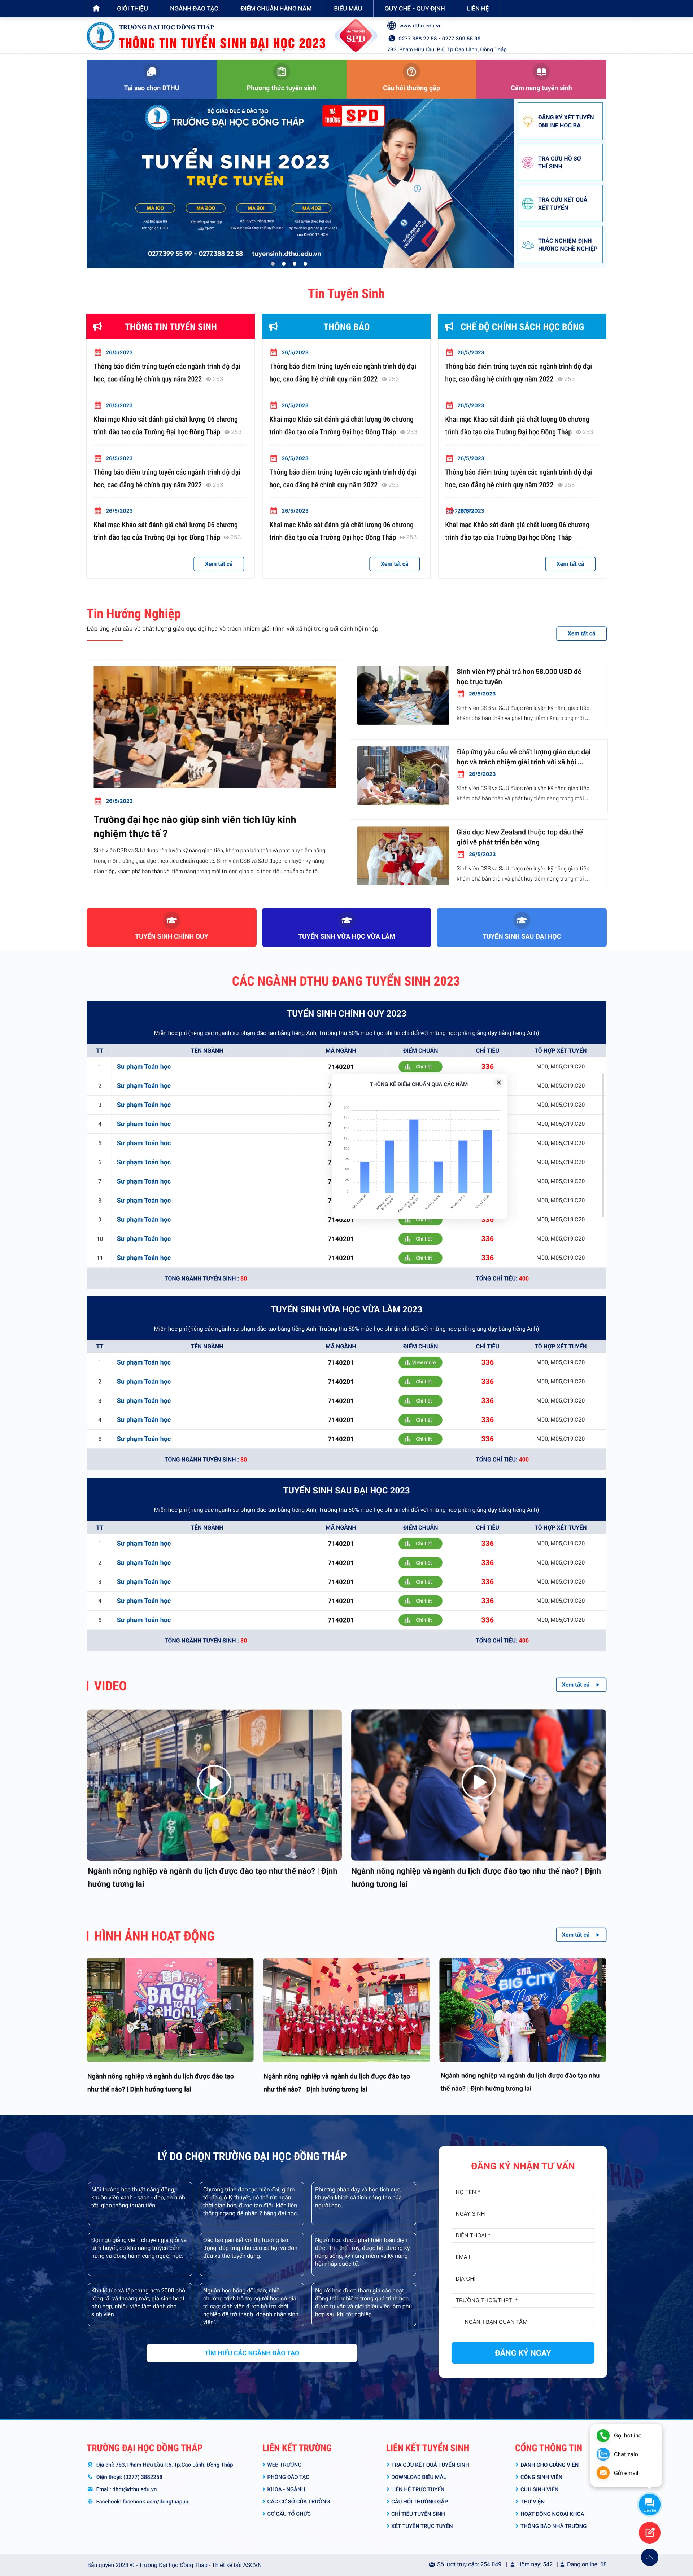 GIỚI THIỆU
NGÀNH ĐÀO TẠO
ĐIỂM CHUẨN HÀNG NĂM
BIỂU MẪU
QUY CHẾ - QUY ĐỊNH
LIÊN HỆ
TRƯỜNG ĐẠI HỌC ĐỒNG THÁP
THÔNG TIN TUYỂN SINH ĐẠI HỌC 2023
SPD
www.dthu.edu.vn
0277 388 22 58 - 0277 399 55 99
783, Phạm Hữu Lầu, P.6, Tp.Cao Lãnh, Đồng Tháp
Tại sao chọn DTHU
Phương thức tuyển sinh
Câu hỏi thường gặp
Cẩm nang tuyển sinh
BỘ GIÁO DỤC & ĐÀO TẠO
TRƯỜNG ĐẠI HỌC ĐỒNG THÁP
MÃ TRƯỜNG
SPD
TUYỂN SINH 2023
TRỰC TUYẾN
MÃ 100
MÃ 200
MÃ 301
MÃ 402
0277.399 55 99 - 0277.388 22 58 | tuyensinh.dthu.edu.vn
ĐĂNG KÝ XÉT TUYỂN
ONLINE HỌC BẠ
TRA CỨU HỒ SƠ
THÍ SINH
TRA CỨU KẾT QUẢ
XÉT TUYỂN
TRẮC NGHIỆM ĐỊNH
HƯỚNG NGHỀ NGHIỆP
Tin Tuyển Sinh
THÔNG TIN TUYỂN SINH
26/5/2023
Thông báo điểm trúng tuyển các ngành trình độ đại
học, cao đẳng hệ chính quy năm 2022 253
26/5/2023
Khai mạc Khảo sát đánh giá chất lượng 06 chương
trình đào tạo của Trường Đại học Đồng Tháp 253
26/5/2023
Thông báo điểm trúng tuyển các ngành trình độ đại
học, cao đẳng hệ chính quy năm 2022 253
26/5/2023
Khai mạc Khảo sát đánh giá chất lượng 06 chương
trình đào tạo của Trường Đại học Đồng Tháp 253
Xem tất cả
THÔNG BÁO
26/5/2023
Thông báo điểm trúng tuyển các ngành trình độ đại
học, cao đẳng hệ chính quy năm 2022 253
26/5/2023
Khai mạc Khảo sát đánh giá chất lượng 06 chương
trình đào tạo của Trường Đại học Đồng Tháp 253
26/5/2023
Thông báo điểm trúng tuyển các ngành trình độ đại
học, cao đẳng hệ chính quy năm 2022 253
26/5/2023
Khai mạc Khảo sát đánh giá chất lượng 06 chương
trình đào tạo của Trường Đại học Đồng Tháp 253
Xem tất cả
CHẾ ĐỘ CHÍNH SÁCH HỌC BỔNG
26/5/2023
Thông báo điểm trúng tuyển các ngành trình độ đại
học, cao đẳng hệ chính quy năm 2022 253
26/5/2023
Khai mạc Khảo sát đánh giá chất lượng 06 chương
trình đào tạo của Trường Đại học Đồng Tháp 253
26/5/2023
Thông báo điểm trúng tuyển các ngành trình độ đại
học, cao đẳng hệ chính quy năm 2022 253
26/5/2023
Khai mạc Khảo sát đánh giá chất lượng 06 chương
trình đào tạo của Trường Đại học Đồng Tháp
Xem tất cả
Tin Hướng Nghiệp
Đáp ứng yêu cầu về chất lượng giáo dục đại học và trách nhiệm giải trình với xã hội trong bối cảnh hội nhập
Xem tất cả
26/5/2023
Trường đại học nào giúp sinh viên tích lũy kinh
nghiệm thực tế ?
Sinh viên CSB và SJU được rèn luyện kỹ năng giao tiếp, khám phá bản thân và phát huy tiềm năng
trong môi trường giáo dục theo tiêu chuẩn quốc tế. Sinh viên CSB và SJU được rèn luyện kỹ năng
giao tiếp, khám phá bản thân và tiềm năng trong môi trường giáo dục theo tiêu chuẩn quốc tế.
Sinh viên Mỹ phải trả hơn 58.000 USD để
học trực tuyến
26/5/2023
Sinh viên CSB và SJU được rèn luyện kỹ năng giao tiếp,
khám phá bản thân và phát huy tiềm năng trong môi ...
Đáp ứng yêu cầu về chất lượng giáo dục đại
học và trách nhiệm giải trình với xã hội ...
26/5/2023
Sinh viên CSB và SJU được rèn luyện kỹ năng giao tiếp,
khám phá bản thân và phát huy tiềm năng trong môi ...
Giáo dục New Zealand thuộc top đầu thế
giới về phát triển bền vững
26/5/2023
Sinh viên CSB và SJU được rèn luyện kỹ năng giao tiếp,
khám phá bản thân và phát huy tiềm năng trong môi ...
TUYỂN SINH CHÍNH QUY
TUYỂN SINH VỪA HỌC VỪA LÀM
TUYỂN SINH SAU ĐẠI HỌC
CÁC NGÀNH DTHU ĐANG TUYỂN SINH 2023
TUYỂN SINH CHÍNH QUY 2023
Miễn học phí (riêng các ngành sư phạm đào tạo bằng tiếng Anh, Trường thu 50% mức học phí tín chỉ đối với những học phần giảng dạy bằng tiếng Anh)
TT TÊN NGÀNH MÃ NGÀNH ĐIỂM CHUẨN CHỈ TIÊU TỔ HỢP XÉT TUYỂN
1 Sư phạm Toán học 7140201 Chi tiết 336 M00, M05,C19,C20
2 Sư phạm Toán học 7 M00, M05,C19,C20
3 Sư phạm Toán học 7 M00, M05,C19,C20
4 Sư phạm Toán học 7 M00, M05,C19,C20
5 Sư phạm Toán học 7 M00, M05,C19,C20
6 Sư phạm Toán học 7 M00, M05,C19,C20
7 Sư phạm Toán học 7 M00, M05,C19,C20
8 Sư phạm Toán học 7 M00, M05,C19,C20
9 Sư phạm Toán học 7140201 Chi tiết 336 M00, M05,C19,C20
10 Sư phạm Toán học 7140201 Chi tiết 336 M00, M05,C19,C20
11 Sư phạm Toán học 7140201 Chi tiết 336 M00, M05,C19,C20
THỐNG KÊ ĐIỂM CHUẨN QUA CÁC NĂM
TỔNG NGÀNH TUYỂN SINH : 80 TỔNG CHỈ TIÊU: 400
TUYỂN SINH VỪA HỌC VỪA LÀM 2023
Miễn học phí (riêng các ngành sư phạm đào tạo bằng tiếng Anh, Trường thu 50% mức học phí tín chỉ đối với những học phần giảng dạy bằng tiếng Anh)
TT TÊN NGÀNH MÃ NGÀNH ĐIỂM CHUẨN CHỈ TIÊU TỔ HỢP XÉT TUYỂN
1 Sư phạm Toán học 7140201 View more 336 M00, M05,C19,C20
2 Sư phạm Toán học 7140201 Chi tiết 336 M00, M05,C19,C20
3 Sư phạm Toán học 7140201 Chi tiết 336 M00, M05,C19,C20
4 Sư phạm Toán học 7140201 Chi tiết 336 M00, M05,C19,C20
5 Sư phạm Toán học 7140201 Chi tiết 336 M00, M05,C19,C20
TỔNG NGÀNH TUYỂN SINH : 80 TỔNG CHỈ TIÊU: 400
TUYỂN SINH SAU ĐẠI HỌC 2023
Miễn học phí (riêng các ngành sư phạm đào tạo bằng tiếng Anh, Trường thu 50% mức học phí tín chỉ đối với những học phần giảng dạy bằng tiếng Anh)
TT TÊN NGÀNH MÃ NGÀNH ĐIỂM CHUẨN CHỈ TIÊU TỔ HỢP XÉT TUYỂN
1 Sư phạm Toán học 7140201 Chi tiết 336 M00, M05,C19,C20
2 Sư phạm Toán học 7140201 Chi tiết 336 M00, M05,C19,C20
3 Sư phạm Toán học 7140201 Chi tiết 336 M00, M05,C19,C20
4 Sư phạm Toán học 7140201 Chi tiết 336 M00, M05,C19,C20
5 Sư phạm Toán học 7140201 Chi tiết 336 M00, M05,C19,C20
TỔNG NGÀNH TUYỂN SINH : 80 TỔNG CHỈ TIÊU: 400
VIDEO
Xem tất cả
Ngành nông nghiệp và ngành du lịch được đào tạo như thế nào? | Định
hướng tương lai
Ngành nông nghiệp và ngành du lịch được đào tạo như thế nào? | Định
hướng tương lai
HÌNH ẢNH HOẠT ĐỘNG
Xem tất cả
BACK TO SCHOOL
SNA
BIG CITY
Ngành nông nghiệp và ngành du lịch được đào tạo
như thế nào? | Định hướng tương lai
Ngành nông nghiệp và ngành du lịch được đào tạo
như thế nào? | Định hướng tương lai
Ngành nông nghiệp và ngành du lịch được đào tạo như
thế nào? | Định hướng tương lai
LÝ DO CHỌN TRƯỜNG ĐẠI HỌC ĐỒNG THÁP
Môi trường học thuật năng động,
khuôn viên xanh - sạch - đẹp, an ninh
tốt, giao thông thuận tiện.
Chương trình đào tạo hiện đại, giảm
tối đa giờ lý thuyết, có thể rút ngắn
thời gian học, được tạo điều kiện liên
thông ngang để nhận 2 bằng đại học.
Phương pháp dạy và học tích cực,
khuyến khích cá tính sáng tạo của
người học.
Đội ngũ giảng viên, chuyên gia giỏi và
tâm huyết, có khả năng truyền cảm
hứng và đồng hành cùng người học.
Đào tạo gắn kết với thị trường lao
động, đáp ứng nhu cầu xã hội và đón
đầu xu thế tuyển dụng.
Người học được phát triển toàn diện
đức - trí - thể - mỹ, được bồi dưỡng kỹ
năng sống, kỹ năng mềm và kỹ năng
hội nhập quốc tế.
Khu kí túc xá tập trung hơn 2000 chỗ
rộng rãi và thoáng mát, giá sinh hoạt
phù hợp, nhiều việc làm dành cho
sinh viên
Nguồn học bổng dồi dào, nhiều
chương trình hỗ trợ người học có giá
trị cao; sinh viên được hỗ trợ khởi
nghiệp để trở thành "doanh nhân sinh
viên".
Người học được tham gia các hoạt
động trải nghiệm trong quá trình học,
được tư vấn và giới thiệu việc làm phù
hợp sau khi tốt nghiệp.
TÌM HIỂU CÁC NGÀNH ĐÀO TẠO
ĐĂNG KÝ NHẬN TƯ VẤN
HỌ TÊN *
NGÀY SINH
ĐIỆN THOẠI *
EMAIL
ĐỊA CHỈ
TRƯỜNG THCS/THPT *
--- NGÀNH BẠN QUAN TÂM ---
ĐĂNG KÝ NGAY
TRƯỜNG ĐẠI HỌC ĐỒNG THÁP
Địa chỉ: 783, Phạm Hữu Lầu,P.6, Tp.Cao Lãnh, Đồng Tháp
Điện thoại: (0277) 3882258
Email: dhdt@dthu.edu.vn
Facebook: facebook.com/dongthapuni
LIÊN KẾT TRƯỜNG
WEB TRƯỜNG
PHÒNG ĐÀO TẠO
KHOA - NGÀNH
CÁC CƠ SỞ CỦA TRƯỜNG
CƠ CẤU TỔ CHỨC
LIÊN KẾT TUYỂN SINH
TRA CỨU KẾT QUẢ TUYỂN SINH
DOWNLOAD BIỂU MẪU
LIÊN HỆ TRỰC TUYẾN
CÂU HỎI THƯỜNG GẶP
CHỈ TIÊU TUYỂN SINH
XÉT TUYỂN TRỰC TUYẾN
CỔNG THÔNG TIN
DÀNH CHO GIẢNG VIÊN
CỔNG SINH VIÊN
CỰU SINH VIÊN
THƯ VIỆN
HOẠT ĐỘNG NGOẠI KHÓA
THÔNG BÁO NHÀ TRƯỜNG
Gọi hotline
Chat zalo
Gửi email
Liên hệ
Bản quyền 2023 © - Trường Đại học Đồng Tháp - Thiết kế bởi ASCVN
Số lượt truy cập: 254.049 | Hôm nay: 542 | Đang online: 68